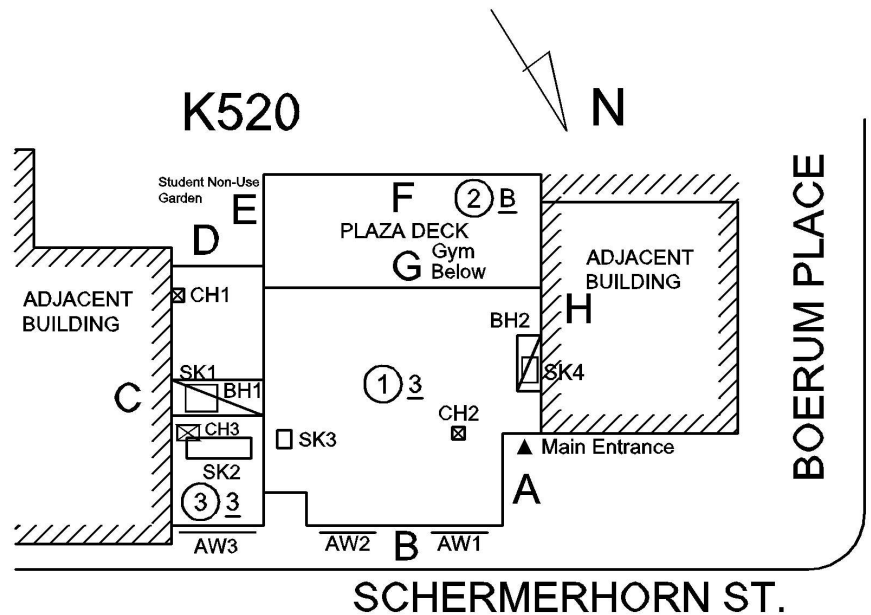 K520
N
Student Non-Use
Garden
E
F
2 B
D
PLAZA DECK
G Gym
Below
BOERUM PLACE
ADJACENT
BUILDING
ADJACENT
BUILDING
CH1
H
BH2
SK1
BH1
SK4
C
1 3
CH2
CH3
SK3
SK2
Main Entrance
A
3 3
AW3
AW2
B
AW1
SCHERMERHORN ST.